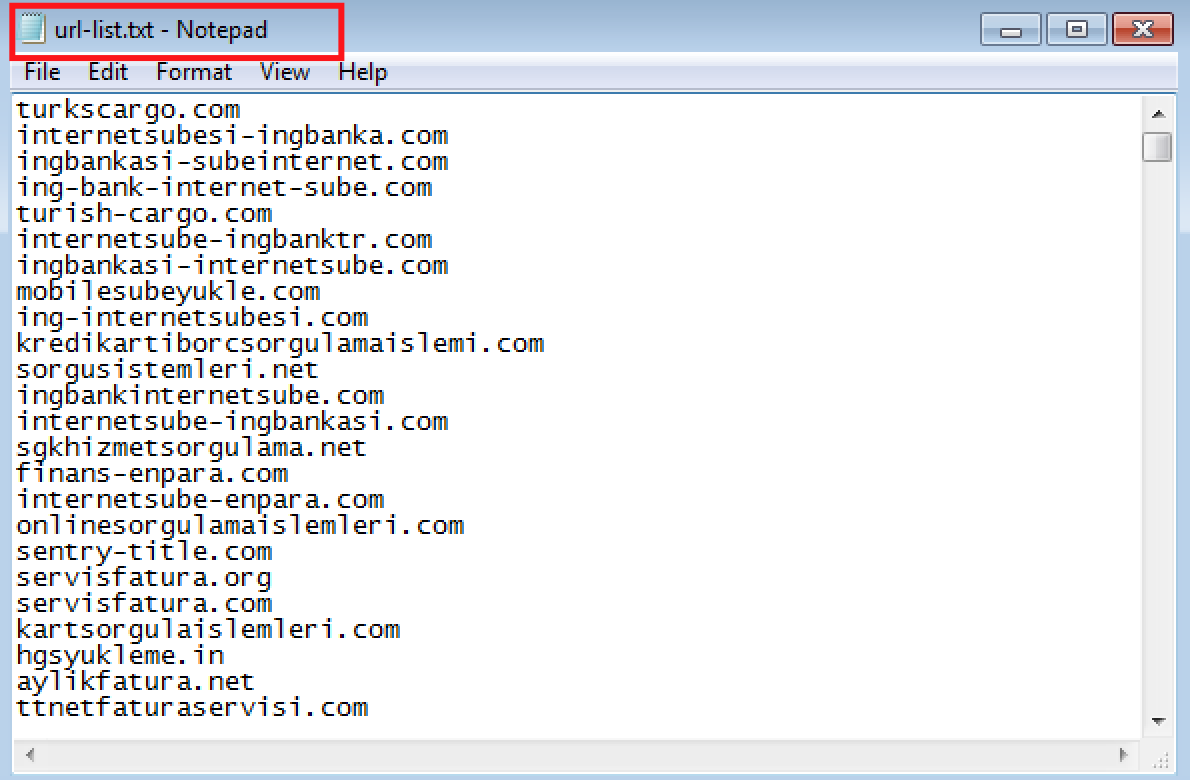 url-list.txt - Notepad
File Edit Format View Help
turkscargo.com
internetsubesi-ingbanka.com
ingbankasi-subeinternet.com
ing-bank-internet-sube.com
turish-cargo.com
internetsube-ingbanktr.com
ingbankasi-internetsube.com
mobilesubeyukle.com
ing-internetsubesi.com
kredikartiborcsorgulamaislemi.com
sorgusistemleri.net
ingbankinternetsube.com
internetsube-ingbankasi.com
sgkhizmetsorgulama.net
finans-enpara.com
internetsube-enpara.com
onlinesorgulamaislemleri.com
sentry-title.com
servisfatura.org
servisfatura.com
kartsorgulaislemleri.com
hgsyukleme.in
aylikfatura.net
ttnetfaturaservisi.com